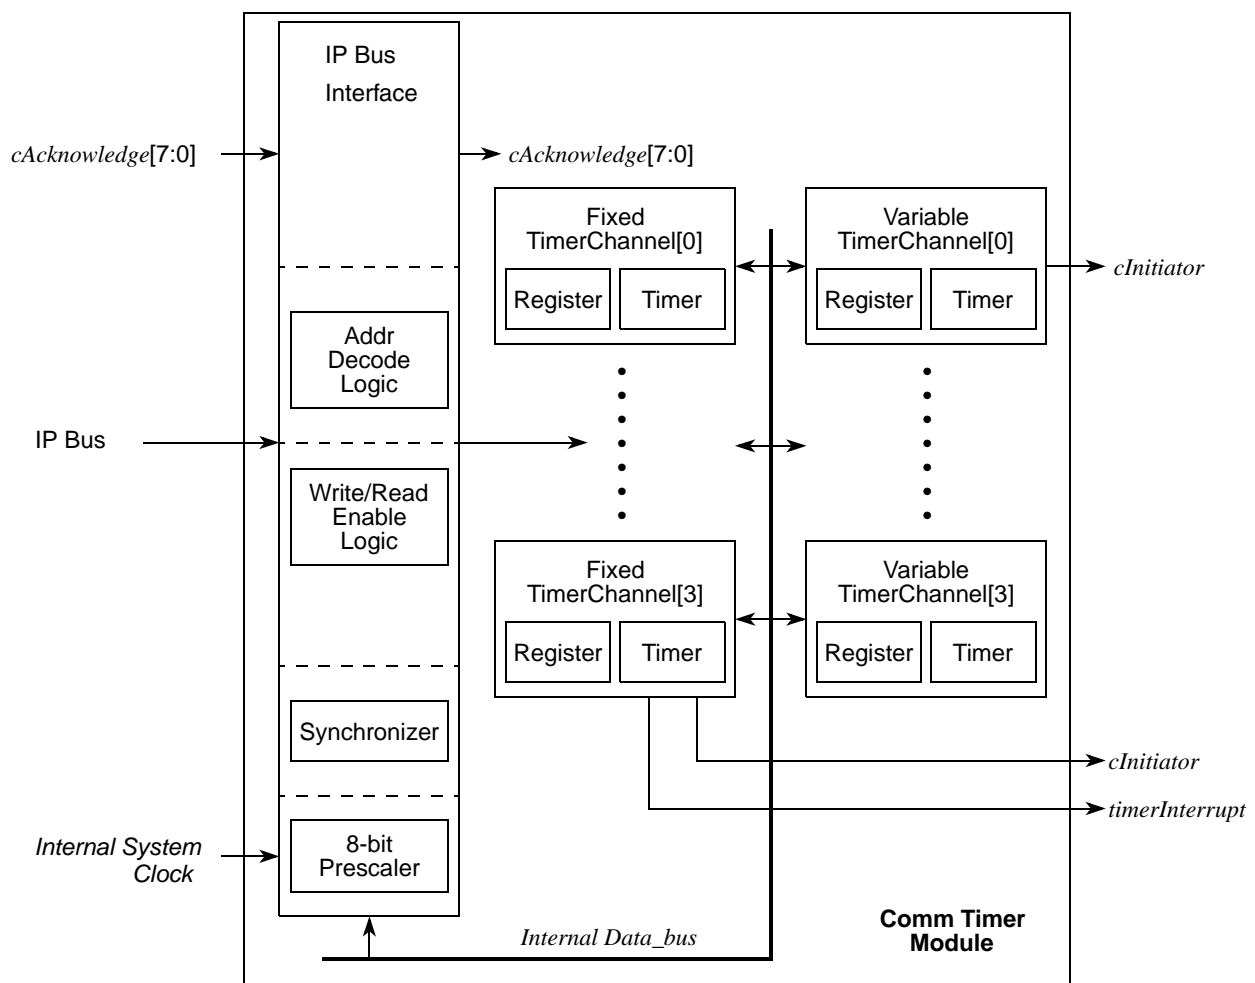 IP Bus
Interface
cAcknowledge[7:0]
cAcknowledge[7:0]
Fixed
TimerChannel[0]
Register
Timer
Variable
TimerChannel[0]
Register
Timer
cInitiator
Addr
Decode
Logic
IP Bus
Write/Read
Enable
Logic
Fixed
TimerChannel[3]
Register
Timer
Variable
TimerChannel[3]
Register
Timer
Synchronizer
cInitiator
timerInterrupt
Internal System
Clock
8-bit
Prescaler
Internal Data_bus
Comm Timer
Module